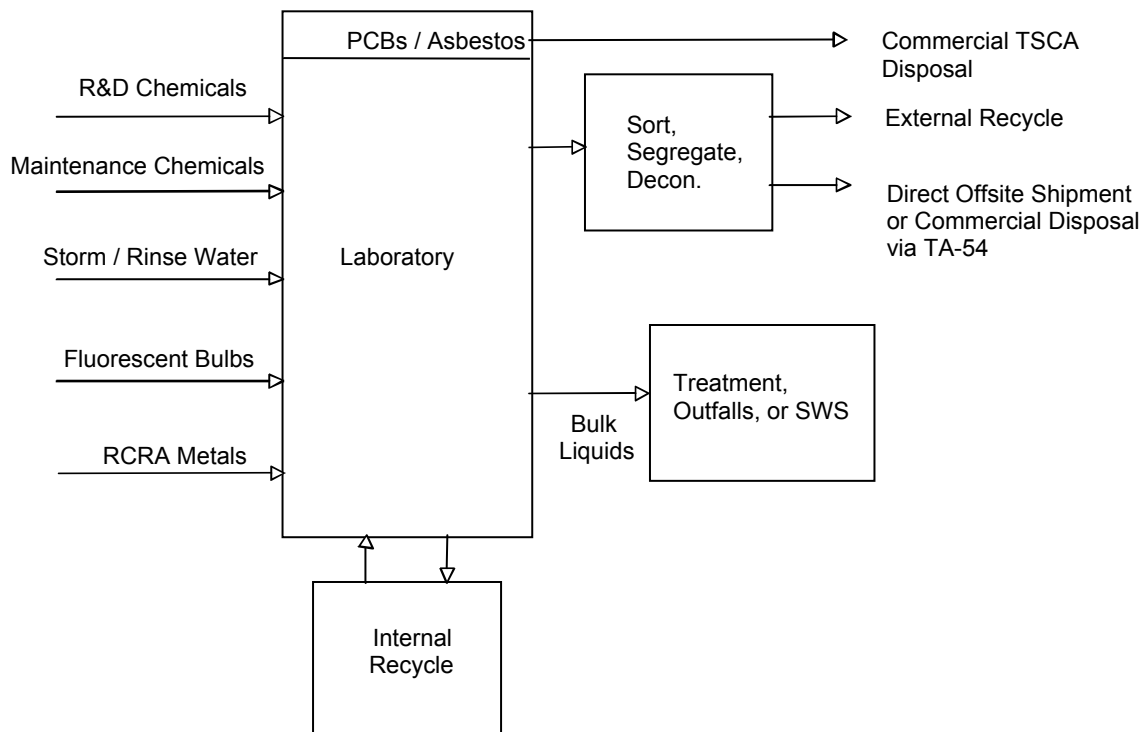 PCBs / Asbestos
Commercial TSCA
Disposal
R&D Chemicals
Sort,
Segregate,
Decon.
External Recycle
Maintenance Chemicals
Direct Offsite Shipment
or Commercial Disposal
via TA-54
Storm / Rinse Water
Laboratory
Fluorescent Bulbs
Treatment,
Outfalls, or SWS
Bulk
Liquids
RCRA Metals
Internal
Recycle